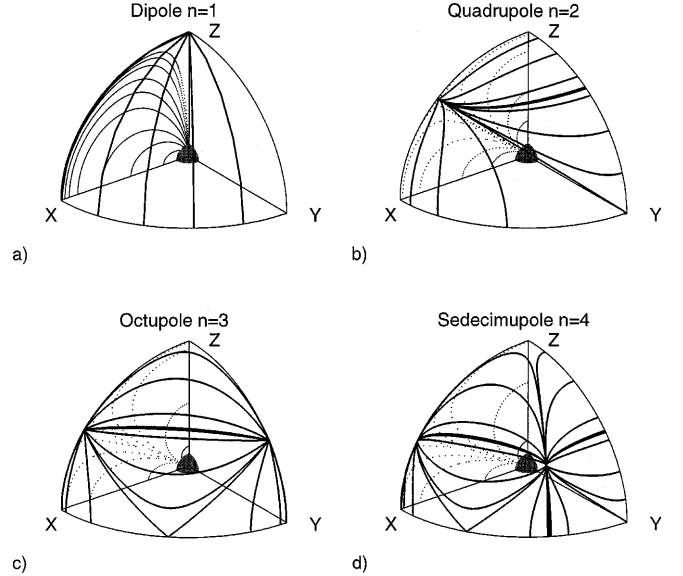 Dipole n=1
Z
X
Y
a)
Quadrupole n=2
Z
X
Y
b)
Octupole n=3
Z
X
Y
c)
Sedecimupole n=4
Z
X
Y
d)